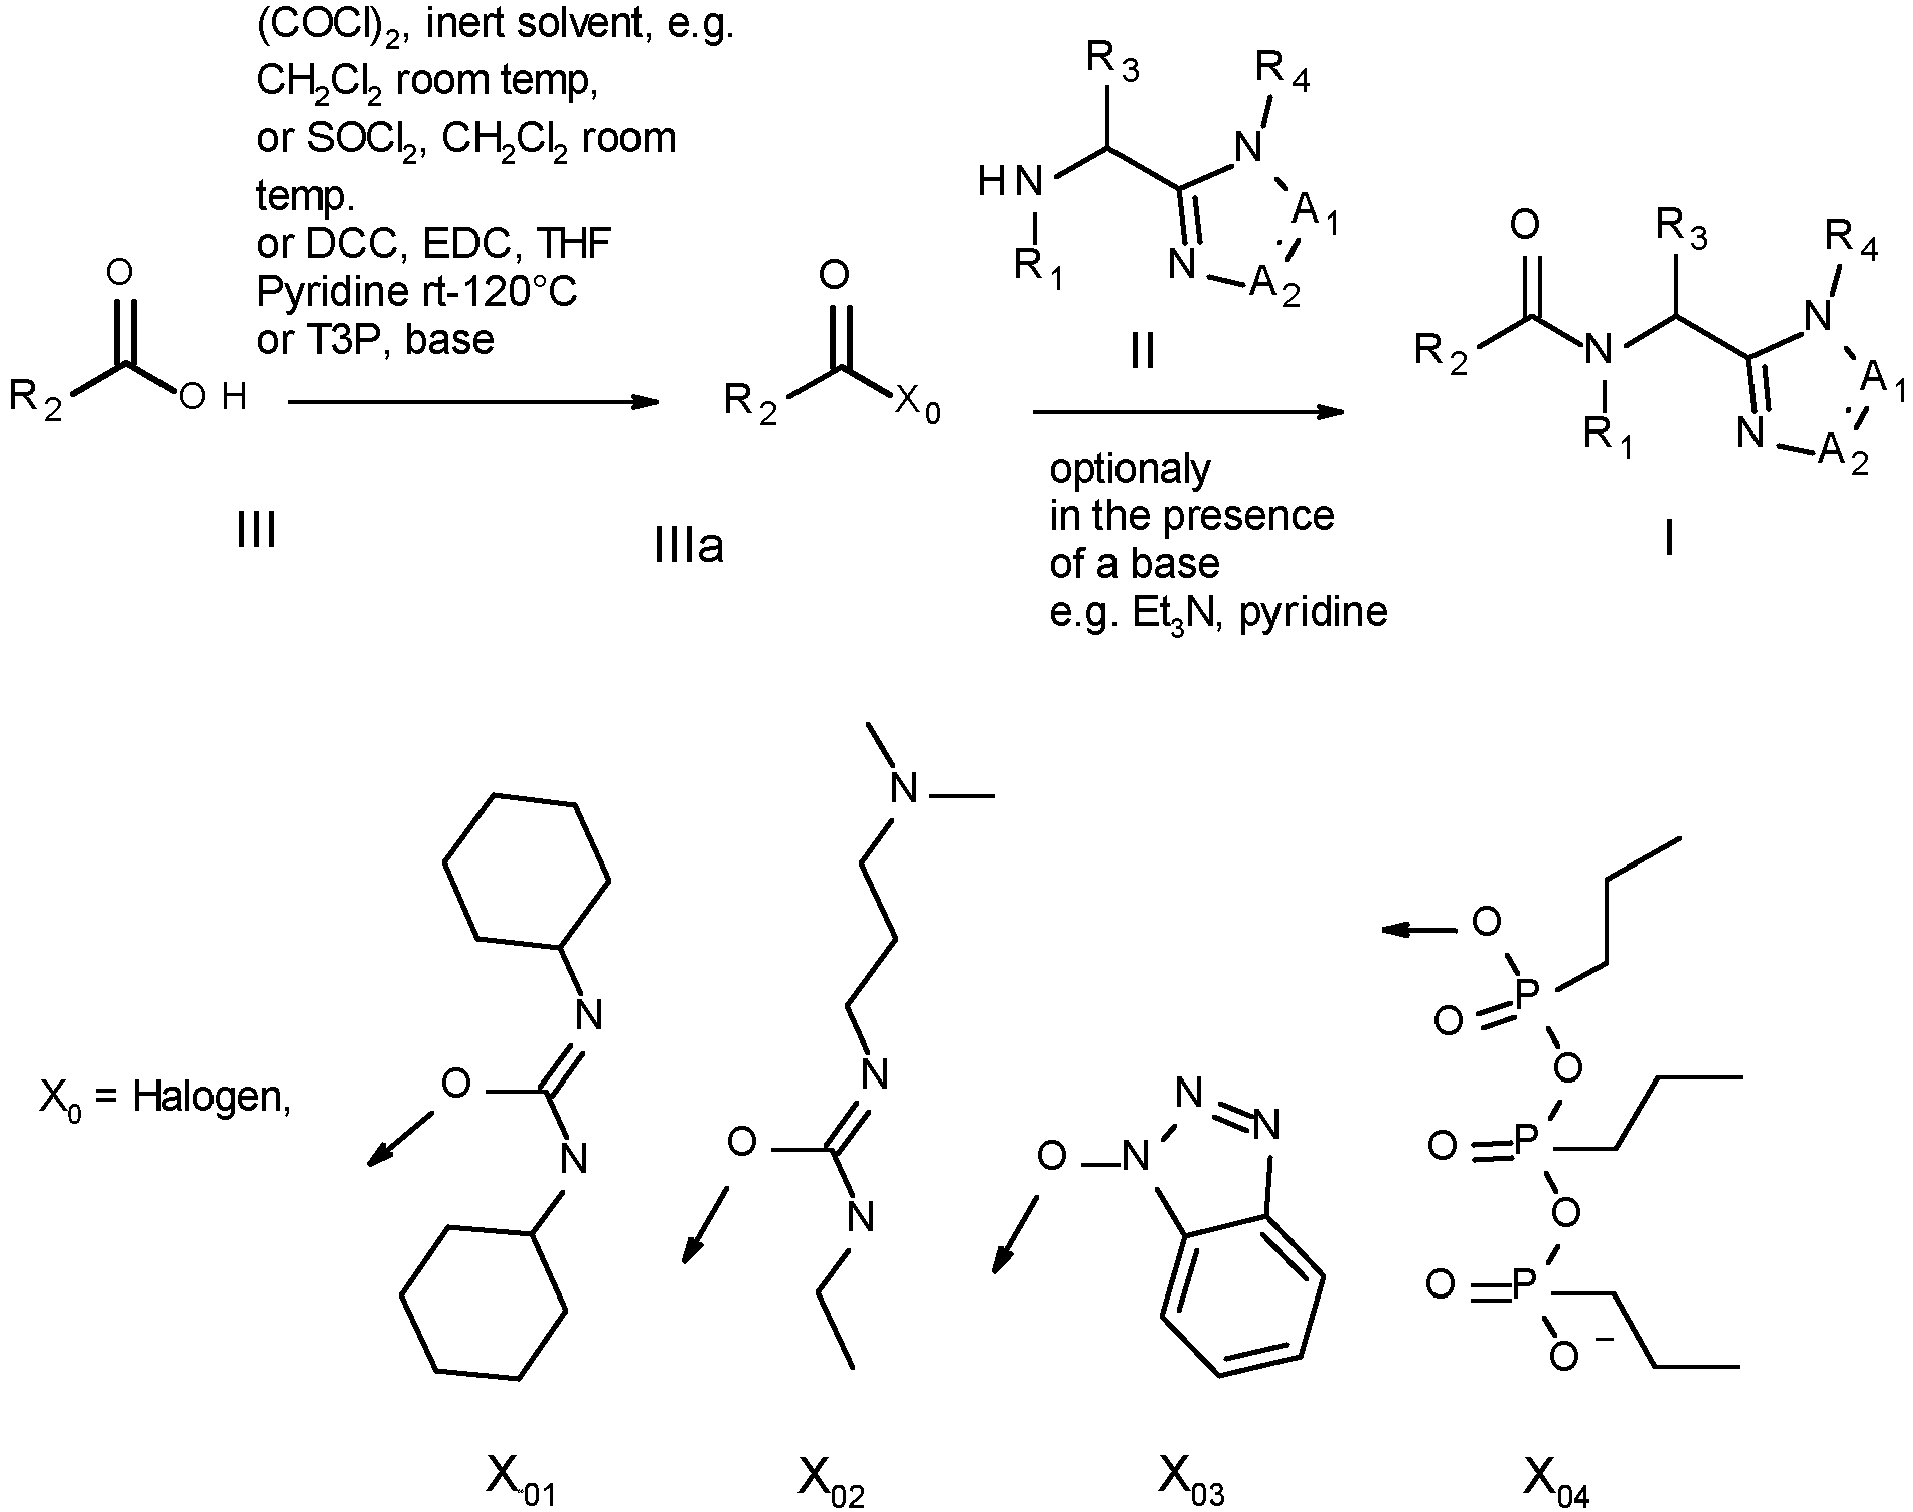 (COCl)2, inert solvent, e.g.
CH2Cl2 room temp,
or SOCl2, CH2Cl2 room
temp.
or DCC, EDC, THF
Pyridine rt-120°C
or T3P, base
O
R2
O H
III
O
R2
X0
IIIa
R3
R4
HN
N
R1
N
A1
A2
II
optionaly
in the presence
of a base
e.g. Et3N, pyridine
O
R3
R4
R2
N
N
R1
N
A1
A2
I
X0 = Halogen,
N
O
N
X01
N
N
O
N
X02
N
N
O
N
X03
O
P
O
O
O
P
O
O
P
O–
X04